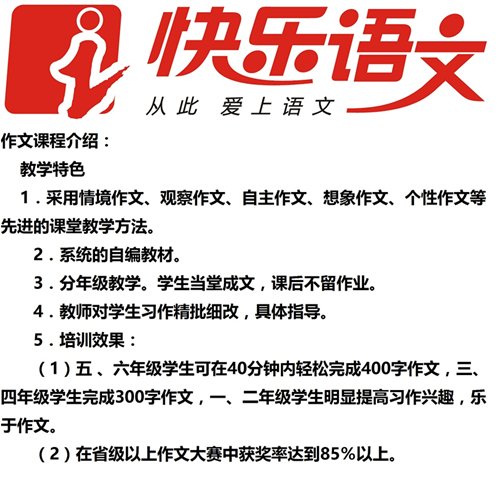 快乐语文
从此 爱上语文
作文课程介绍：
教学特色
1．采用情境作文、观察作文、自主作文、想象作文、个性作文等
先进的课堂教学方法。
2．系统的自编教材。
3．分年级教学。学生当堂成文，课后不留作业。
4．教师对学生习作精批细改，具体指导。
5．培训效果：
（1）五 、六年级学生可在40分钟内轻松完成400字作文，三、
四年级学生完成300字作文，一、二年级学生明显提高习作兴趣，乐
于作文。
（2）在省级以上作文大赛中获奖率达到85%以上。